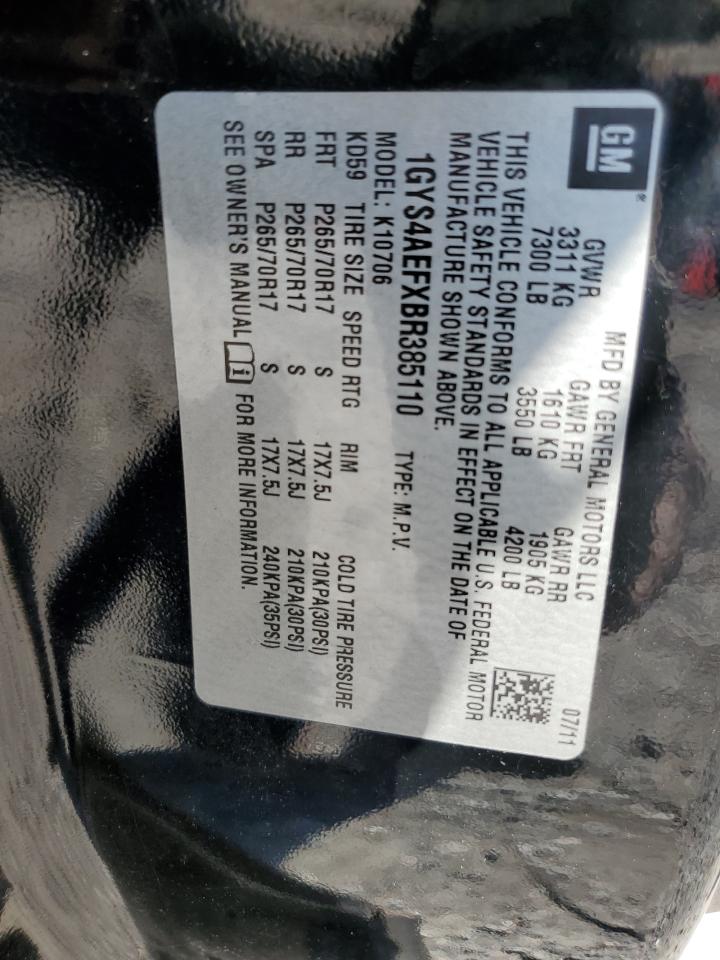 GM®
MFD BY GENERAL MOTORS LLC 07/11
GVWR GAWR FRT GAWR RR
3311 KG 1610 KG 1905 KG
7300 LB 3550 LB 4200 LB
THIS VEHICLE CONFORMS TO ALL APPLICABLE U.S. FEDERAL MOTOR
VEHICLE SAFETY STANDARDS IN EFFECT ON THE DATE OF
MANUFACTURE SHOWN ABOVE.
1GYS4AEFXBR385110 TYPE: M.P.V.
MODEL: K10706
KD59 TIRE SIZE SPEED RTG RIM COLD TIRE PRESSURE
FRT P265/70R17 S 17X7.5J 210KPA(30PSI)
RR P265/70R17 S 17X7.5J 210KPA(30PSI)
SPA P265/70R17 S 17X7.5J 240KPA(35PSI)
SEE OWNER'S MANUAL FOR MORE INFORMATION.